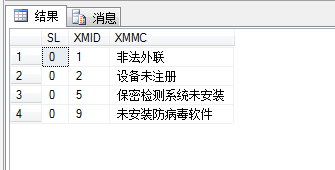 结果 消息
SL XMID XMMC
1 0 1 非法外联
2 0 2 设备未注册
3 0 5 保密检测系统未安装
4 0 9 未安装防病毒软件